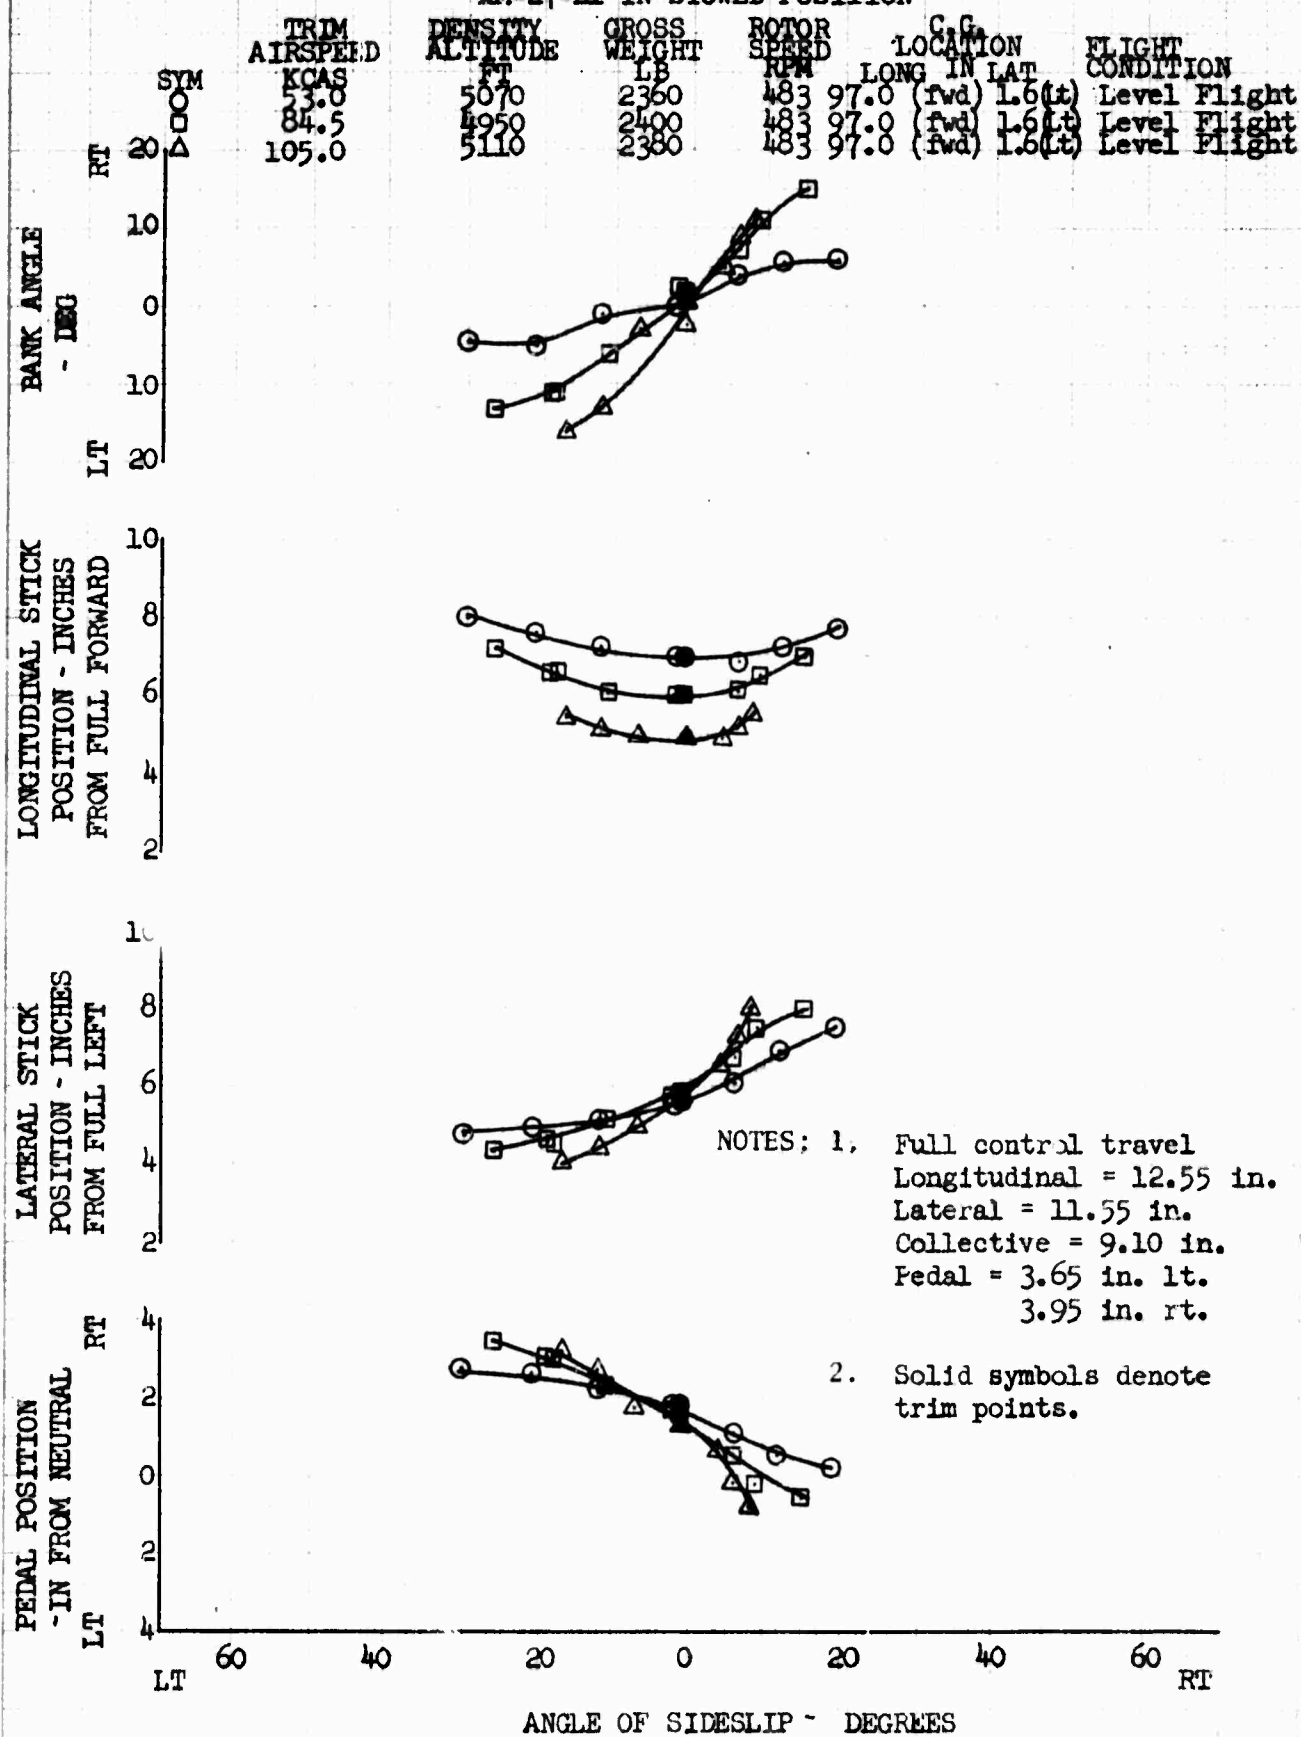 IN STOWED POSITION
TRIM DENSITY GROSS ROTOR C.G.
AIRSPEED ALTITUDE WEIGHT SPEED LOCATION FLIGHT
SYM KCAS FT LB RPM LONG IN LAT CONDITION
53.0 5070 2360 483 97.0 (fwd) 1.6(Lt) Level Flight
84.5 4950 2400 483 97.0 (fwd) 1.6(Lt) Level Flight
105.0 5110 2380 483 97.0 (fwd) 1.6(Lt) Level Flight
BANK ANGLE
- DEG
RT
20
10
0
10
20
LT
LONGITUDINAL STICK
POSITION - INCHES
FROM FULL FORWARD
10
8
6
4
2
LATERAL STICK
POSITION - INCHES
FROM FULL LEFT
10
8
6
4
2
NOTES: 1. Full control travel
Longitudinal = 12.55 in.
Lateral = 11.55 in.
Collective = 9.10 in.
Pedal = 3.65 in. lt.
3.95 in. rt.
2. Solid symbols denote
trim points.
PEDAL POSITION
-IN FROM NEUTRAL
RT
4
2
0
2
4
LT
60 40 20 0 20 40 60
LT RT
ANGLE OF SIDESLIP - DEGREES